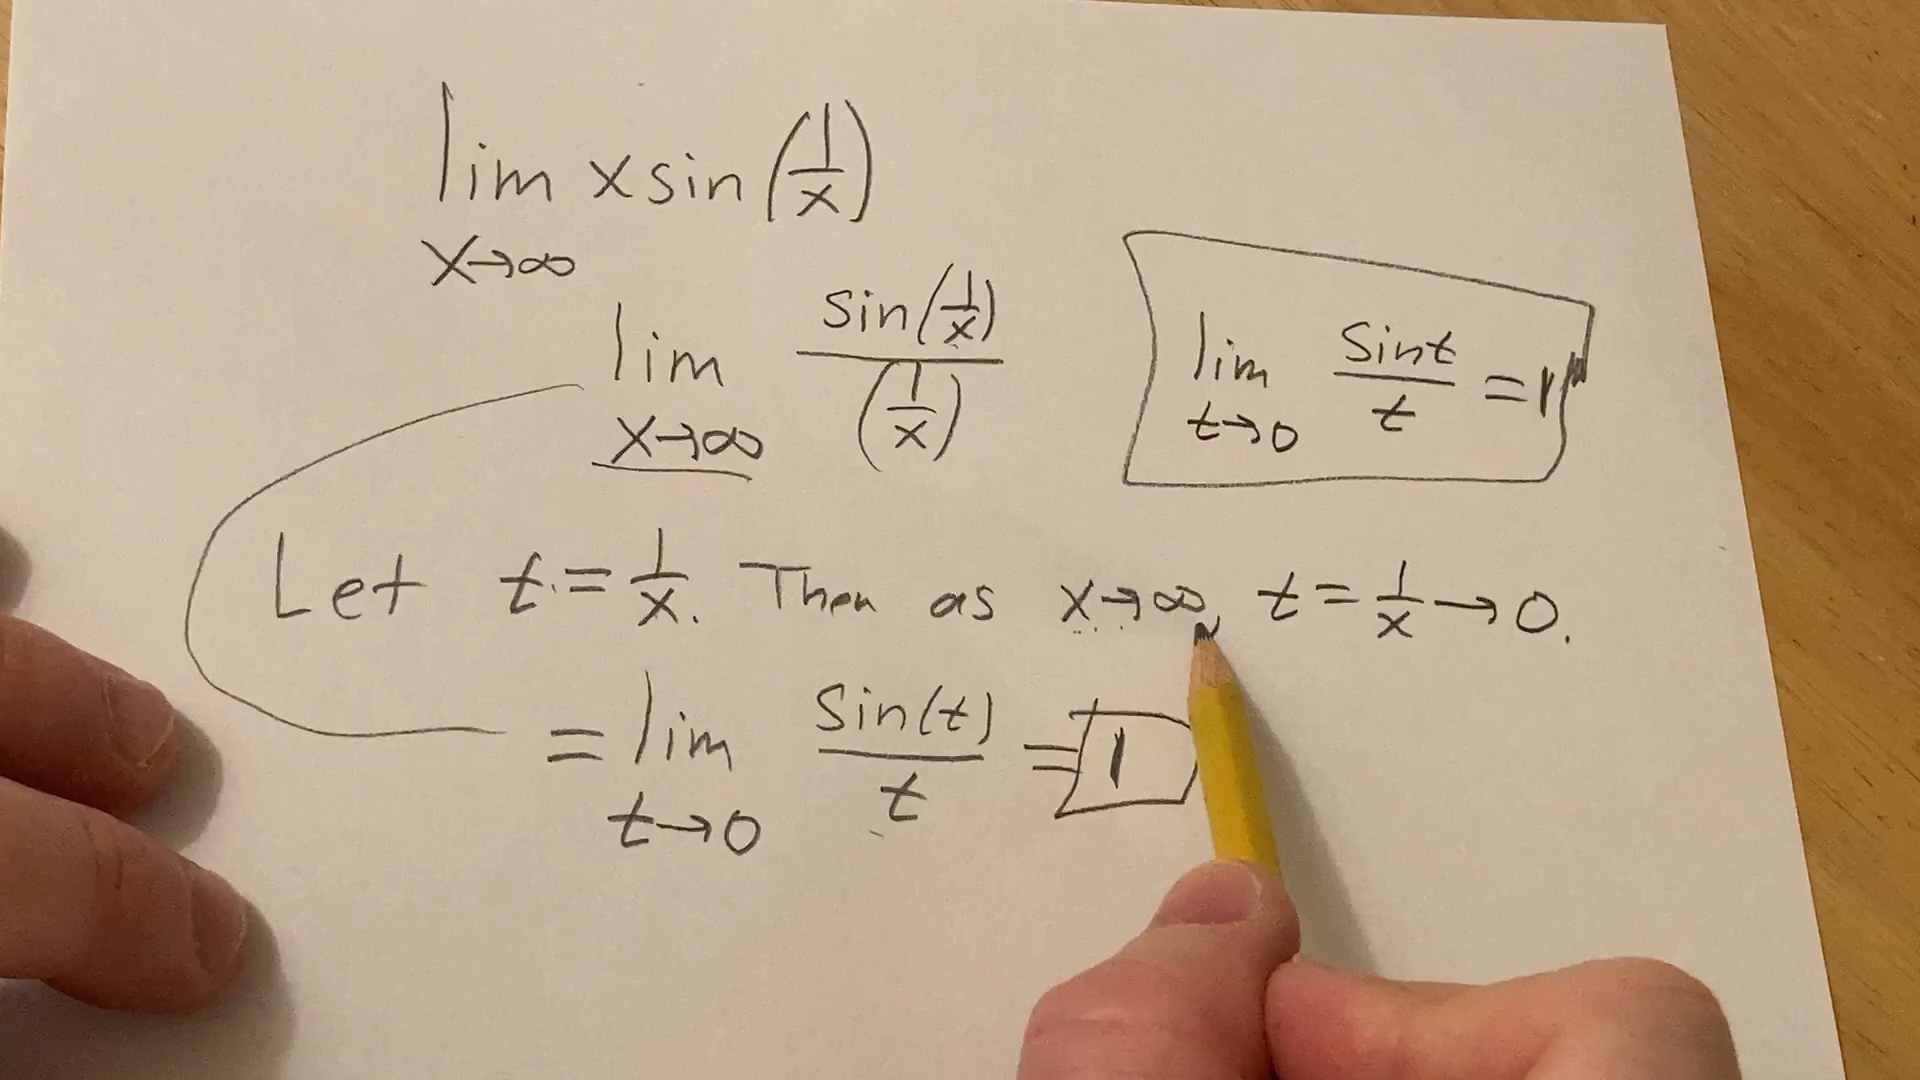 lim x sin (1/x)
x→∞
lim sin(1/x) / (1/x)
x→∞
lim sin t / t = 1
t→0
Let t = 1/x. Then as x→∞, t = 1/x → 0.
= lim sin(t) / t = 1
t→0